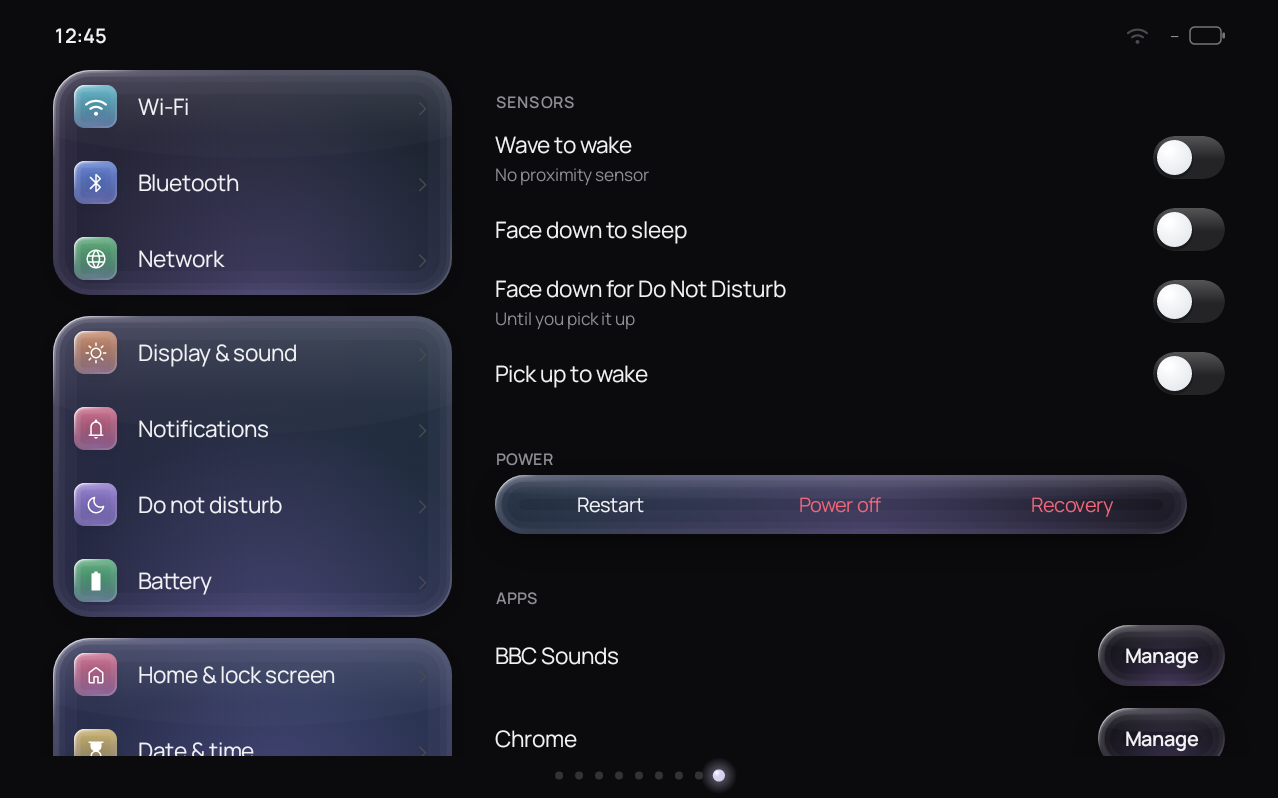 12:45
–
Wi-Fi
Bluetooth
Network
Display & sound
Notifications
Do not disturb
Battery
Home & lock screen
Date & time
SENSORS
Wave to wake
No proximity sensor
Face down to sleep
Face down for Do Not Disturb
Until you pick it up
Pick up to wake
POWER
Restart Power off Recovery
APPS
BBC Sounds Manage
Chrome Manage